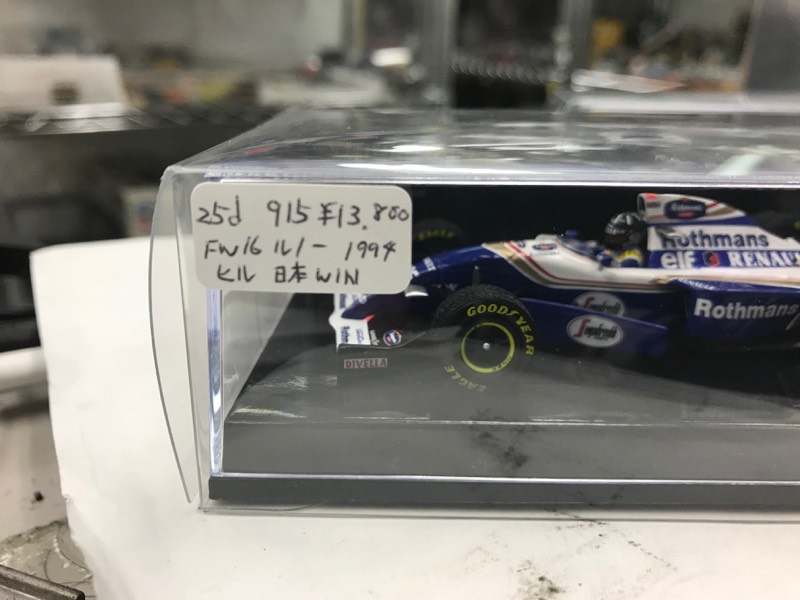 25d 915 ¥13,800
FW16 ルノー 1994
ヒル 日本 WIN
Rothmans
elf RENAULT
Rothmans
Segafredo
GOODYEAR
EAGLE
DIVELLA